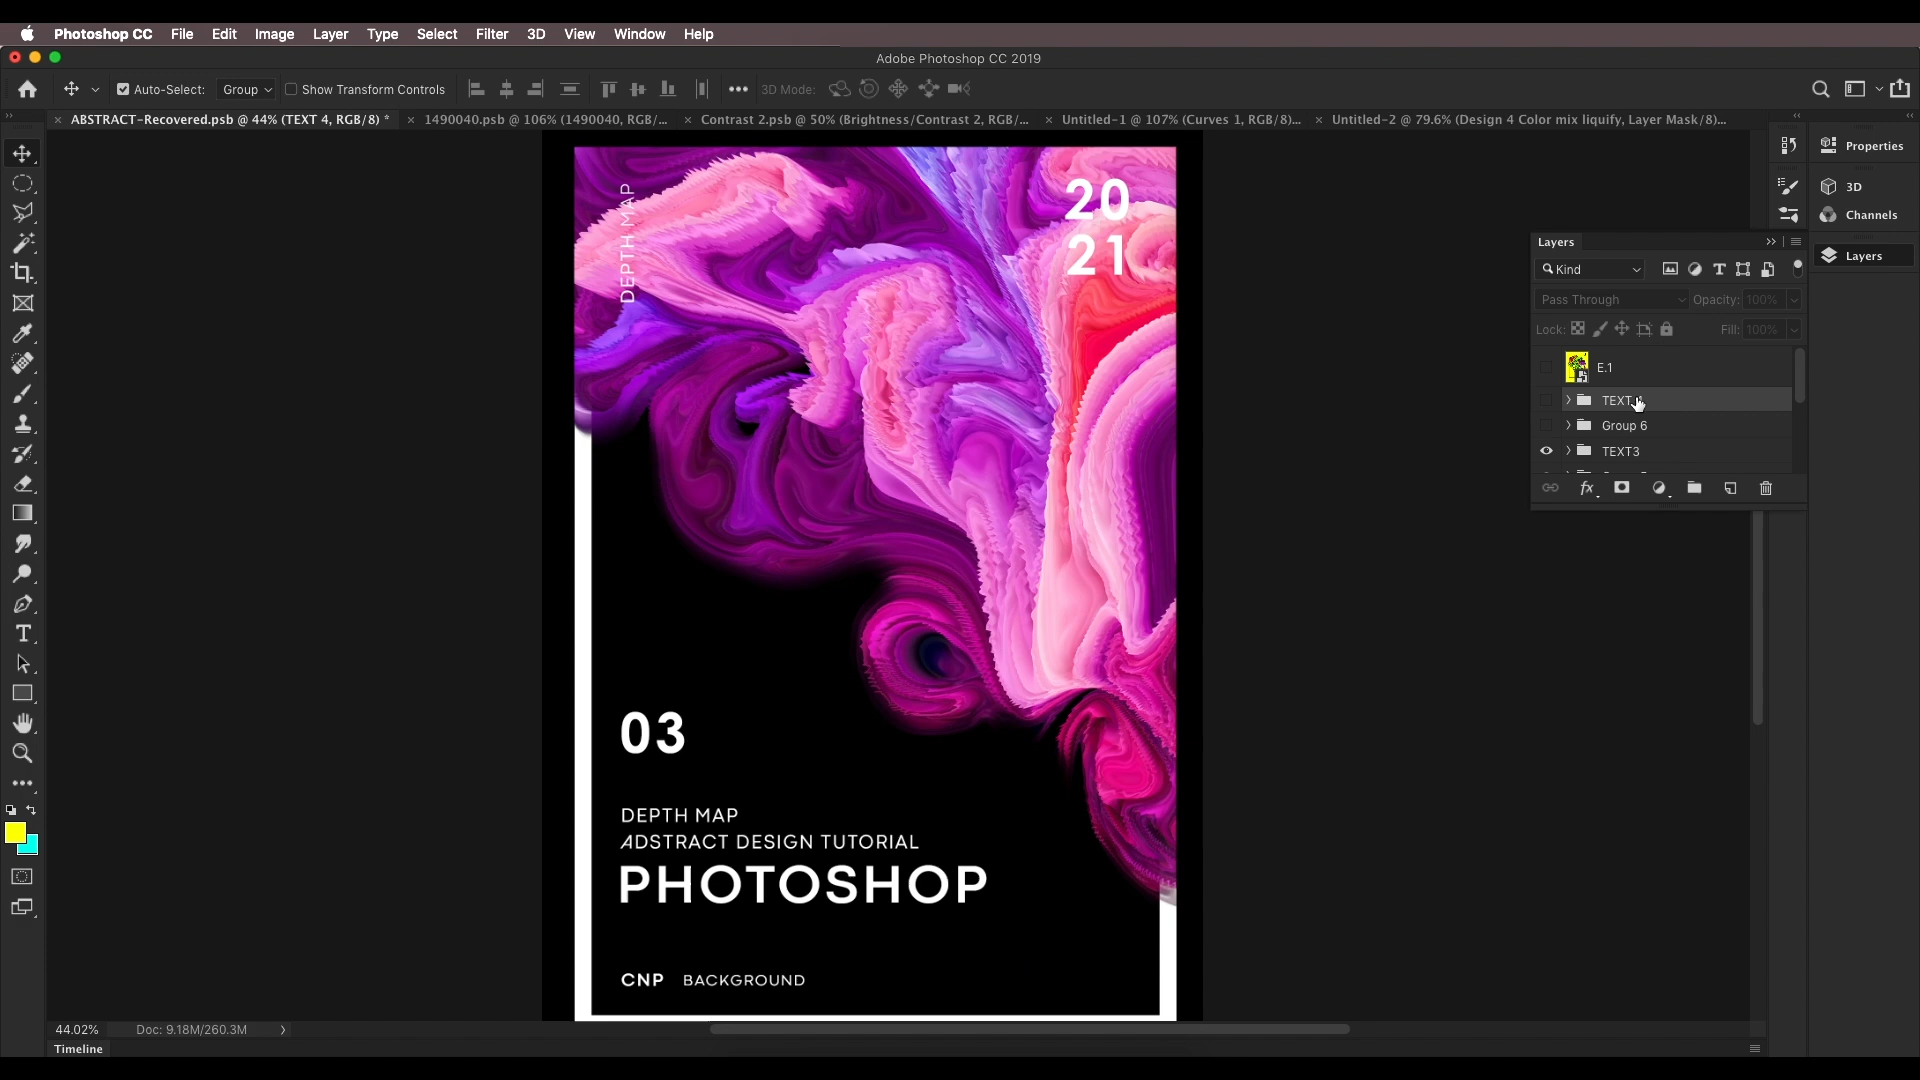 Photoshop CC File Edit Image Layer Type Select Filter 3D View Window Help
Adobe Photoshop CC 2019
Auto-Select: Group Show Transform Controls 3D Mode:
ABSTRACT-Recovered.psb @ 44% (TEXT 4, RGB/8) * 1490040.psb @ 106% (1490040, RGB/... Contrast 2.psb @ 50% (Brightness/Contrast 2, RGB/... Untitled-1 @ 107% (Curves 1, RGB/8)... Untitled-2 @ 79.6% (Design 4 Color mix liquify, Layer Mask/8)...
Properties
3D
Channels
Layers
Layers
Kind
Pass Through Opacity: 100%
Lock: Fill: 100%
E.1
TEXT
Group 6
TEXT3
DEPTH MAP
20
21
03
DEPTH MAP
ADSTRACT DESIGN TUTORIAL
PHOTOSHOP
CNP BACKGROUND
44.02% Doc: 9.18M/260.3M
Timeline